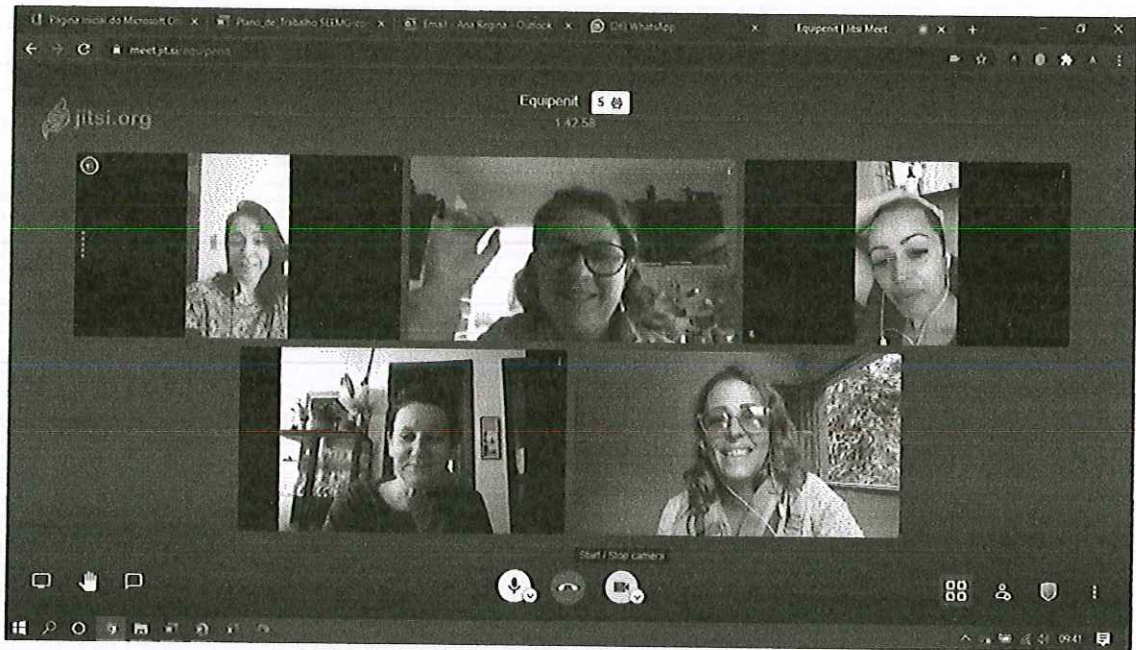 Página Inicial do Microsoft Of
Plano_de_Trabalho
Email - Ana Regina - Outlook
WhatsApp
Equipenit | Jitsi Meet
meet.jit.si/equipenit
jitsi.org
Equipenit 5
1:42:58
Start / Stop camera
09:41